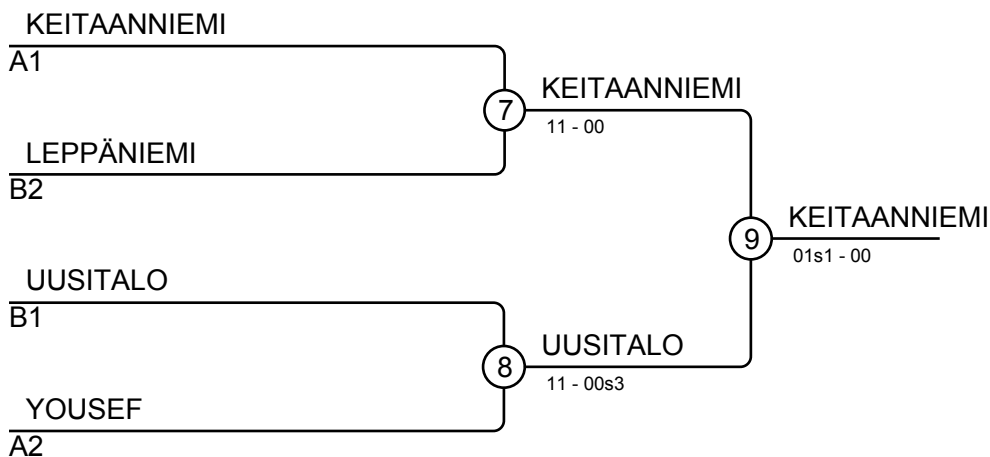 KEITAANNIEMI
A1
7
KEITAANNIEMI
11 - 00
LEPPÄNIEMI
B2
9
KEITAANNIEMI
01s1 - 00
UUSITALO
B1
8
UUSITALO
11 - 00s3
YOUSEF
A2